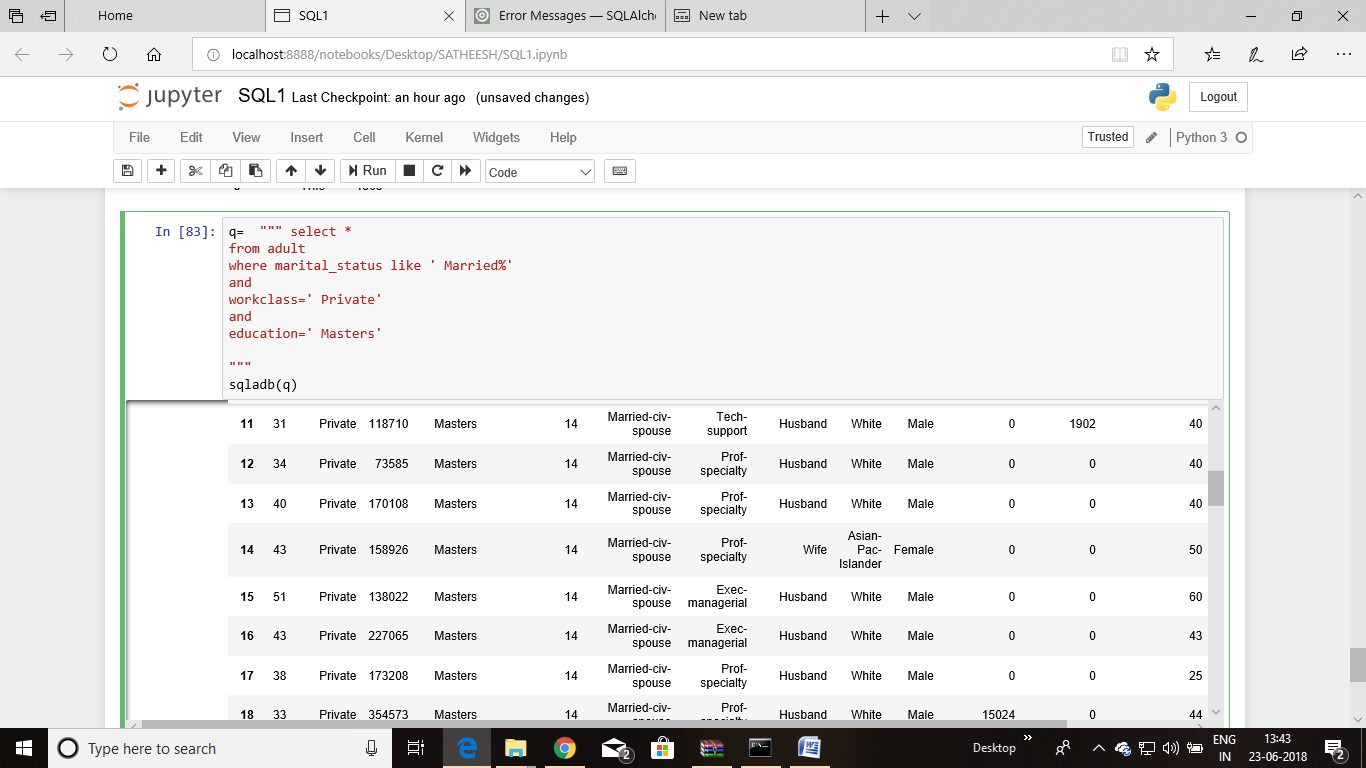 Home
SQL1
Error Messages — SQLAlch
New tab
localhost:8888/notebooks/Desktop/SATHEESH/SQL1.ipynb
jupyter SQL1 Last Checkpoint: an hour ago (unsaved changes)
Logout
File Edit View Insert Cell Kernel Widgets Help
Trusted Python 3
Run Code
In [83]: q= """ select *
from adult
where marital_status like ' Married%'
and
workclass=' Private'
and
education=' Masters'
"""
sqladb(q)
11 31 Private 118710 Masters 14 Married-civ- Tech- Husband White Male 0 1902 40
spouse support
12 34 Private 73585 Masters 14 Married-civ- Prof- Husband White Male 0 0 40
spouse specialty
13 40 Private 170108 Masters 14 Married-civ- Prof- Husband White Male 0 0 40
spouse specialty
14 43 Private 158926 Masters 14 Married-civ- Prof- Wife Asian- Female 0 0 50
spouse specialty Pac-
Islander
15 51 Private 138022 Masters 14 Married-civ- Exec- Husband White Male 0 0 60
spouse managerial
16 43 Private 227065 Masters 14 Married-civ- Exec- Husband White Male 0 0 43
spouse managerial
17 38 Private 173208 Masters 14 Married-civ- Prof- Husband White Male 0 0 25
spouse specialty
18 33 Private 354573 Masters 14 Married-civ- Prof- Husband White Male 15024 0 44
Type here to search
2
Desktop
ENG
IN
13:43
23-06-2018
2